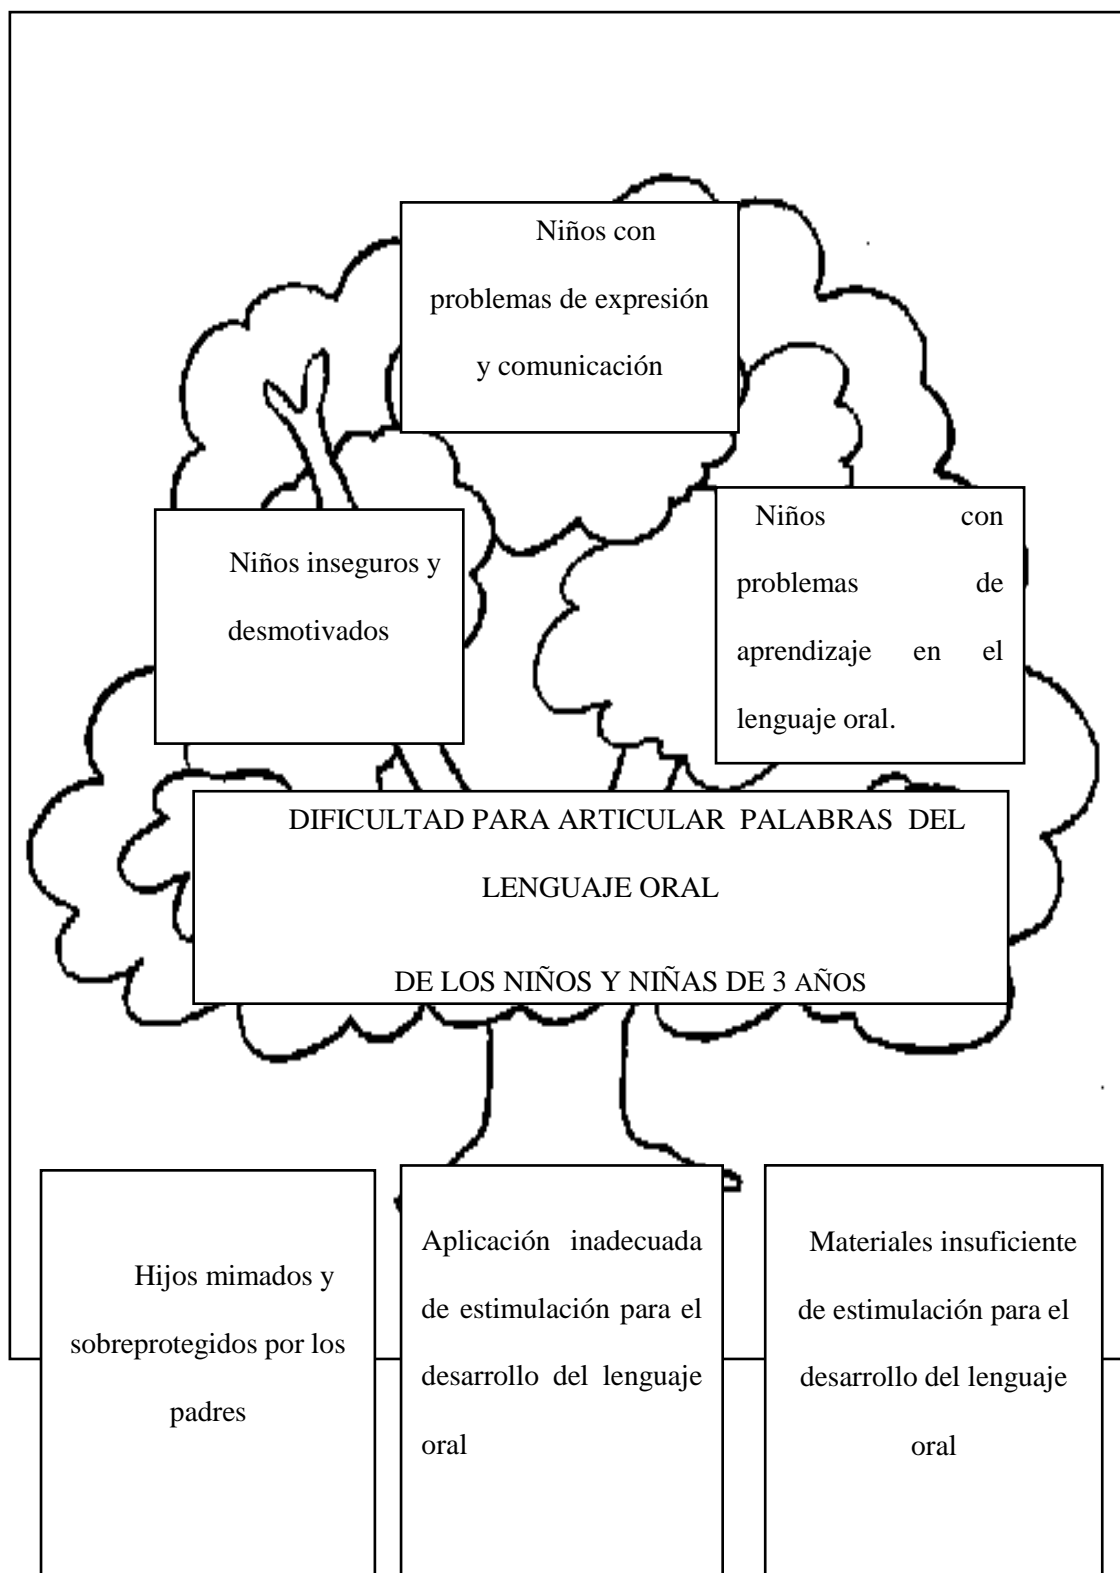 Niños con
problemas de expresión
y comunicación
Niños inseguros y
desmotivados
Niños con
problemas de
aprendizaje en el
lenguaje oral.
DIFICULTAD PARA ARTICULAR PALABRAS DEL
LENGUAJE ORAL
DE LOS NIÑOS Y NIÑAS DE 3 AÑOS
Hijos mimados y
sobreprotegidos por los
padres
Aplicación inadecuada
de estimulación para el
desarrollo del lenguaje
oral
Materiales insuficiente
de estimulación para el
desarrollo del lenguaje
oral